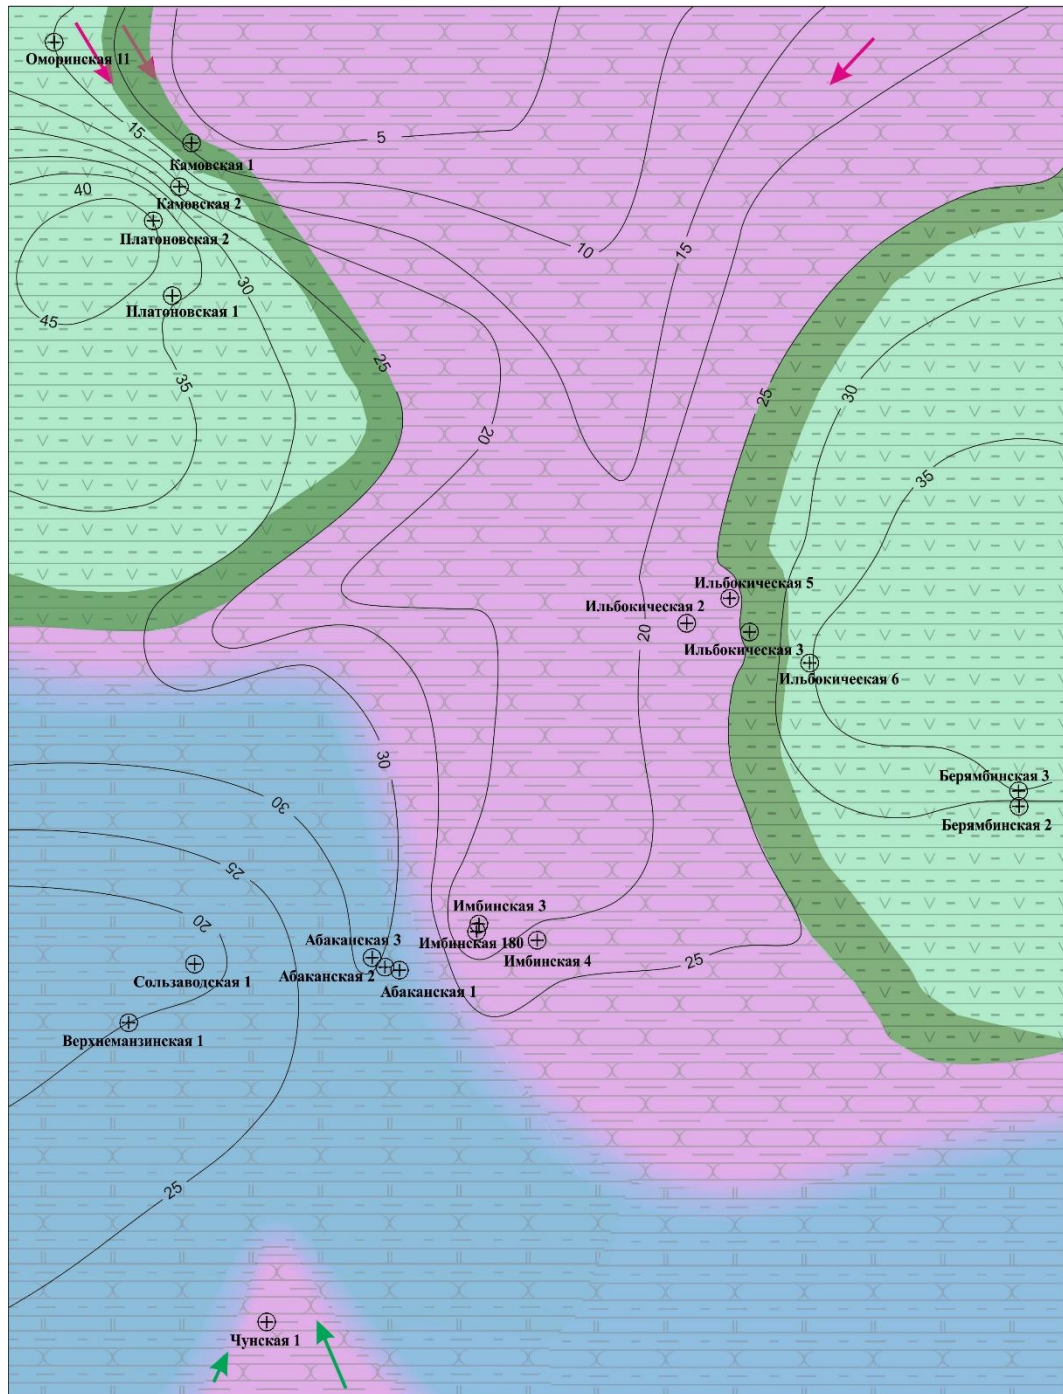 Оморинская 11
15
5
Камовская 1
40
Камовская 2
Платоновская 2
10
15
30
Платоновская 1
45
25
35
25
30
20
35
Ильбокическая 5
Ильбокическая 2
20
Ильбокическая 3
Ильбокическая 6
30
30
Берямбинская 3
Берямбинская 2
25
20
Имбинская 3
Абаканская 3
Имбинская 180
Имбинская 4
25
Сользаводская 1
Абаканская 2
Абаканская 1
Верхнеманзинская 1
25
Чунская 1